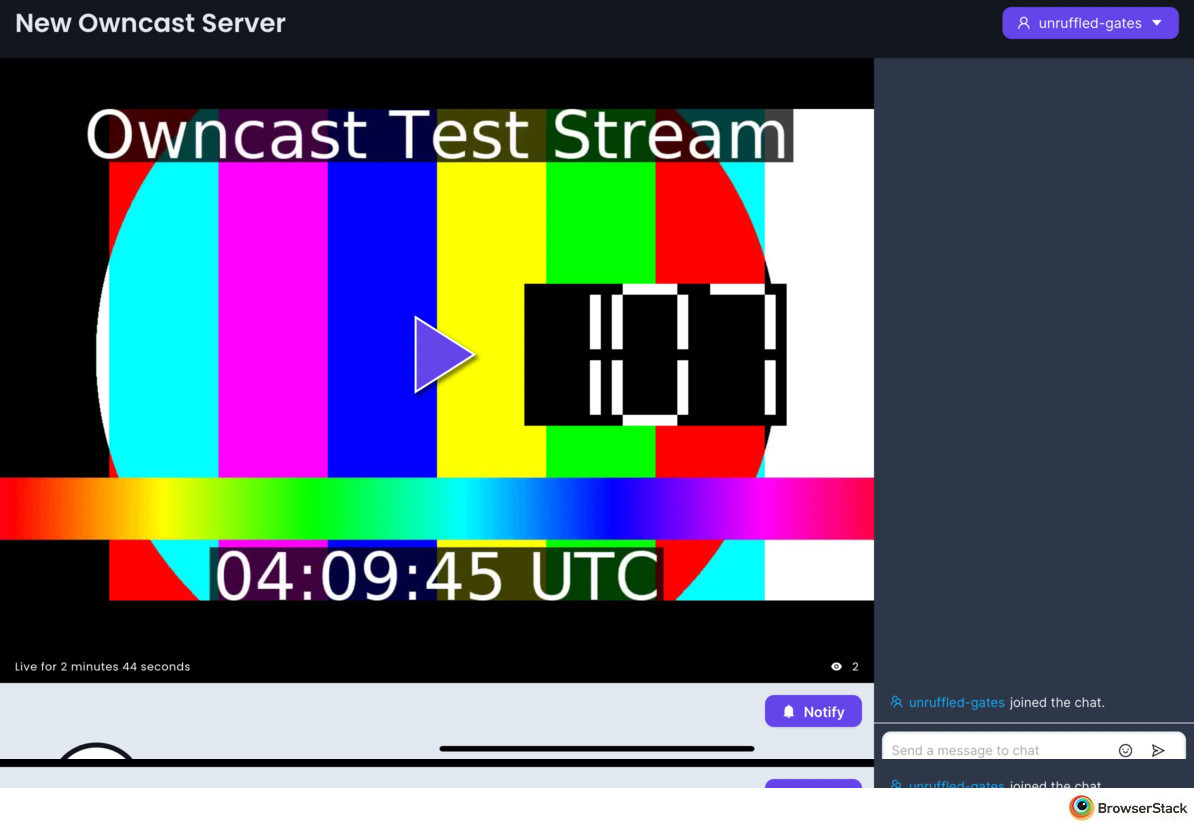 New Owncast Server
unruffled-gates
Owncast Test Stream
107
04:09:45 UTC
Live for 2 minutes 44 seconds
2
Notify
unruffled-gates joined the chat.
Send a message to chat
unruffled-gates joined the chat
BrowserStack